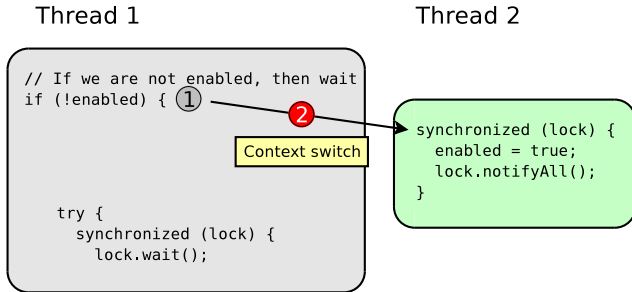 Thread 1
Thread 2
// If we are not enabled, then wait
if (!enabled) { 1
2
Context switch
try {
synchronized (lock) {
lock.wait();
synchronized (lock) {
enabled = true;
lock.notifyAll();
}